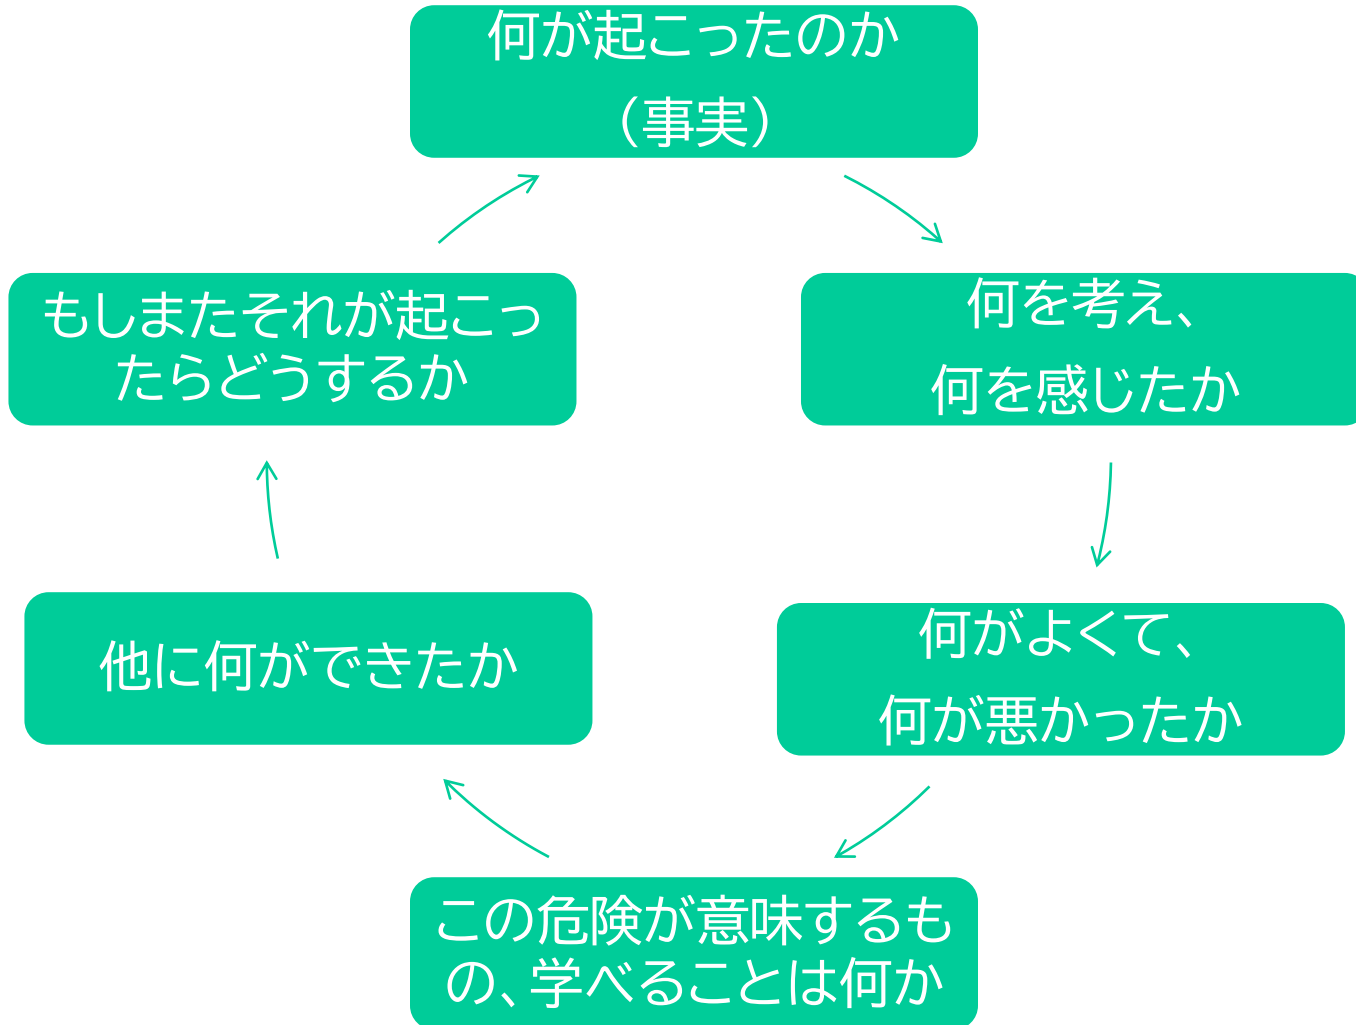 何が起こったのか
（事実）
何を考え、
何を感じたか
何がよくて、
何が悪かったか
この危険が意味するも
の、学べることは何か
他に何ができたか
もしまたそれが起こっ
たらどうするか